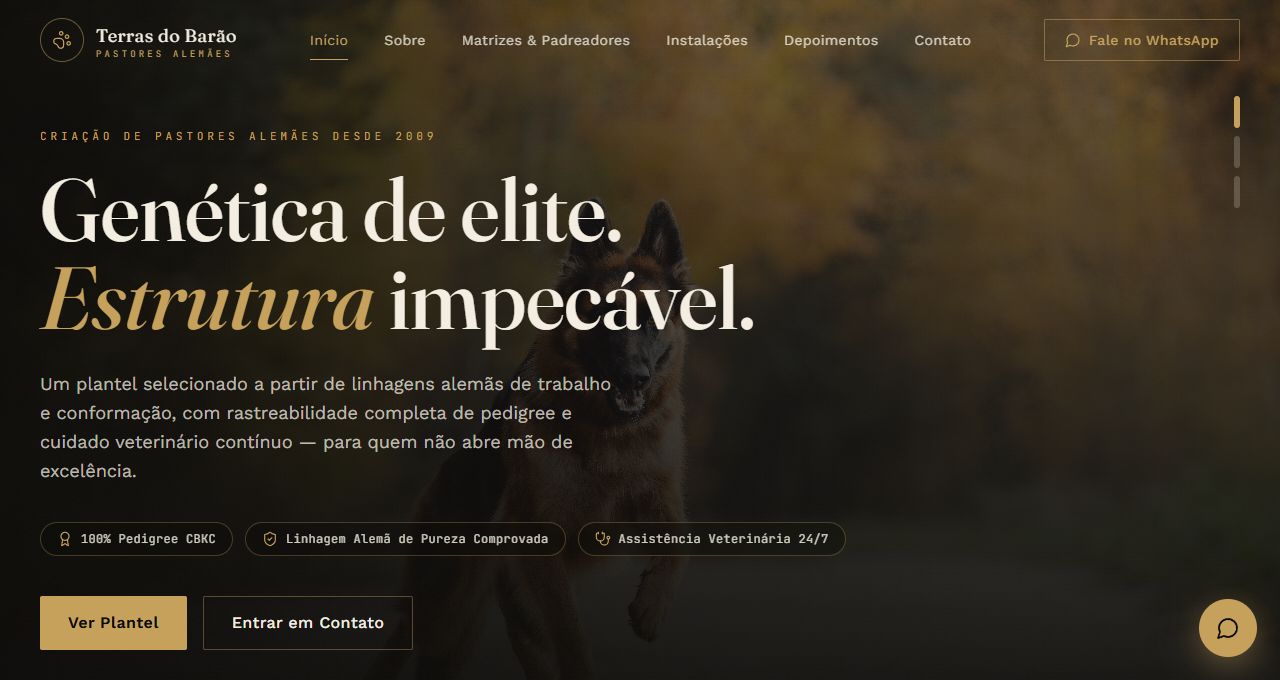 Terras do Barão
PASTORES ALEMÃES
Início
Sobre
Matrizes & Padreadores
Instalações
Depoimentos
Contato
Fale no WhatsApp
CRIAÇÃO DE PASTORES ALEMÃES DESDE 2009
Genética de elite.
Estrutura impecável.
Um plantel selecionado a partir de linhagens alemãs de trabalho
e conformação, com rastreabilidade completa de pedigree e
cuidado veterinário contínuo — para quem não abre mão de
excelência.
100% Pedigree CBKC
Linhagem Alemã de Pureza Comprovada
Assistência Veterinária 24/7
Ver Plantel
Entrar em Contato